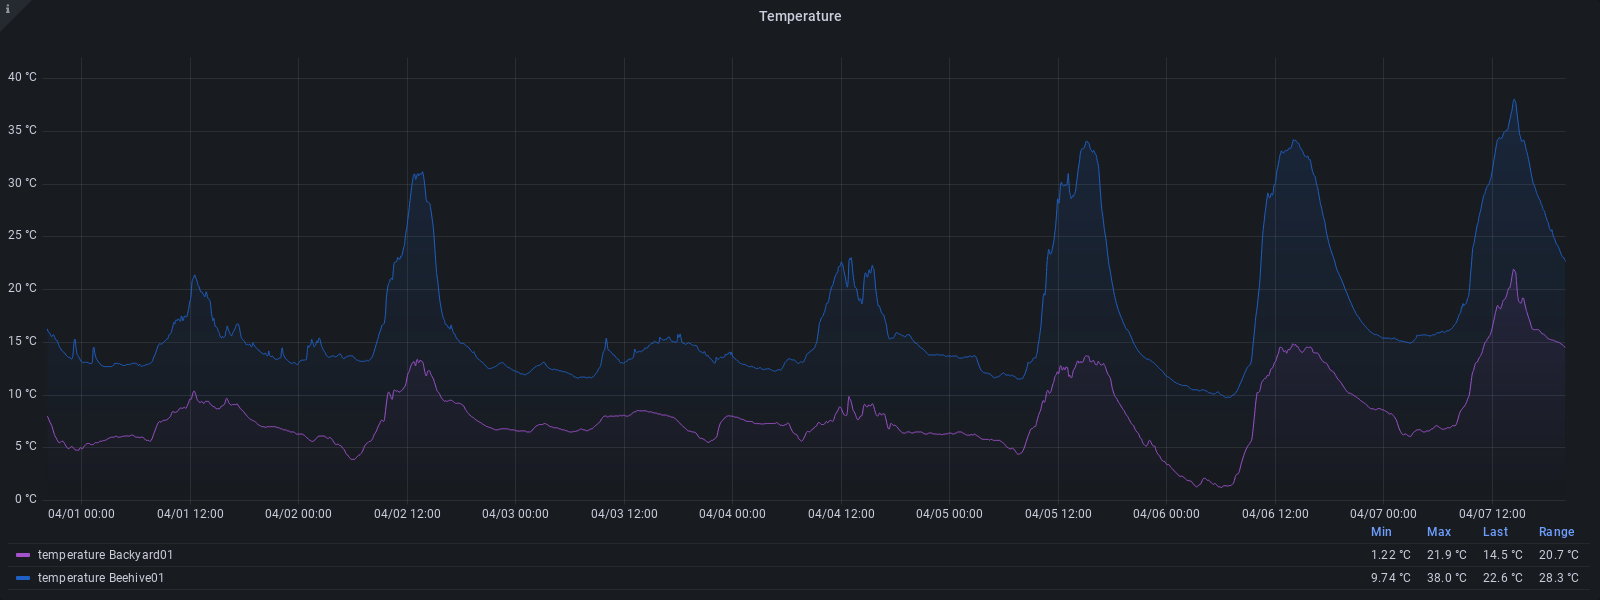 i
Temperature
40 °C
35 °C
30 °C
25 °C
20 °C
15 °C
10 °C
5 °C
0 °C
04/01 00:00 04/01 12:00 04/02 00:00 04/02 12:00 04/03 00:00 04/03 12:00 04/04 00:00 04/04 12:00 04/05 00:00 04/05 12:00 04/06 00:00 04/06 12:00 04/07 00:00 04/07 12:00
Min Max Last Range
temperature Backyard01 1.22 °C 21.9 °C 14.5 °C 20.7 °C
temperature Beehive01 9.74 °C 38.0 °C 22.6 °C 28.3 °C